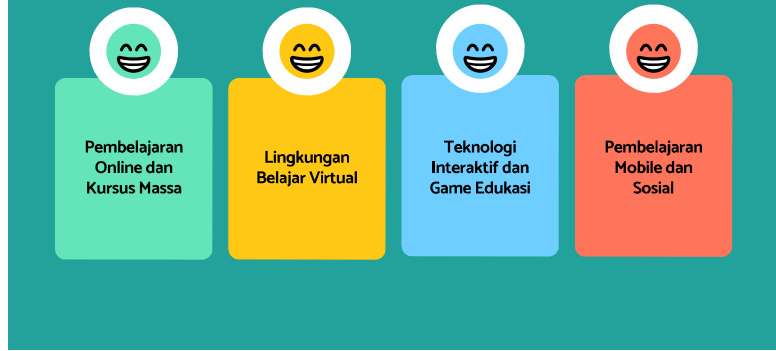 Pembelajaran
Online dan
Kursus Massa
Lingkungan
Belajar Virtual
Teknologi
Interaktif dan
Game Edukasi
Pembelajaran
Mobile dan
Sosial